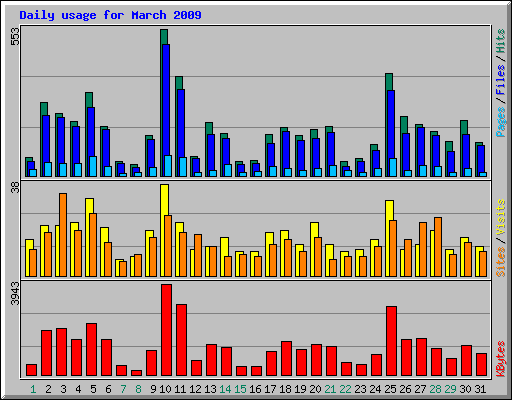 Daily usage for March 2009
553
Pages / Files / Hits
38
Sites / Visits
3943
KBytes
1 2 3 4 5 6 7 8 9 10 11 12 13 14 15 16 17 18 19 20 21 22 23 24 25 26 27 28 29 30 31